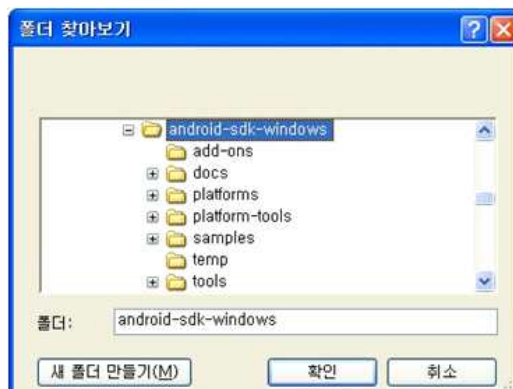 폴더 찾아보기
android-sdk-windows
add-ons
docs
platforms
platform-tools
samples
temp
tools
폴더: android-sdk-windows
새 폴더 만들기(M) 확인 취소